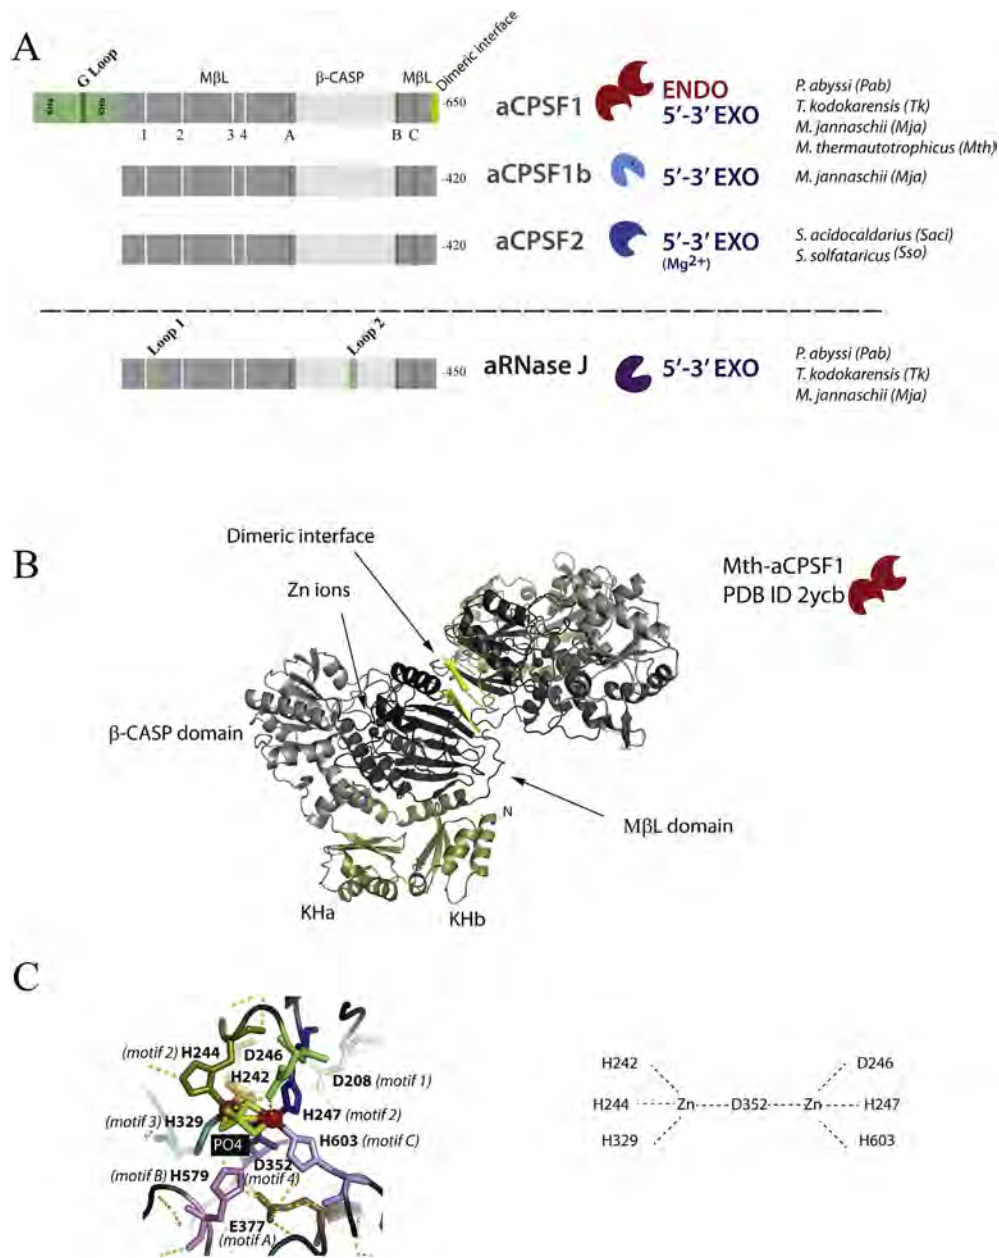 A
G Loop
MβL
β-CASP
MβL
Dimeric interface
KHa
KHb
-650
aCPSF1
ENDO
5'-3' EXO
P. abyssi (Pab)
T. kodokarensis (Tk)
M. jannaschii (Mja)
M. thermautotrophicus (Mth)
1 2 3 4 A B C
-420
aCPSF1b
5'-3' EXO
M. jannaschii (Mja)
-420
aCPSF2
5'-3' EXO
(Mg2+)
S. acidocaldarius (Saci)
S. solfataricus (Sso)
Loop 1
Loop 2
-450
aRNase J
5'-3' EXO
P. abyssi (Pab)
T. kodokarensis (Tk)
M. jannaschii (Mja)
B
Dimeric interface
Zn ions
β-CASP domain
Mth-aCPSF1
PDB ID 2ycb
N
MβL domain
KHa
KHb
C
(motif 2) H244
D246
H242
D208 (motif 1)
(motif 3) H329
H247 (motif 2)
PO4
H603 (motif C)
(motif B) H579
D352
(motif 4)
E377
(motif A)
H242
D246
H244
Zn
D352
Zn
H247
H329
H603